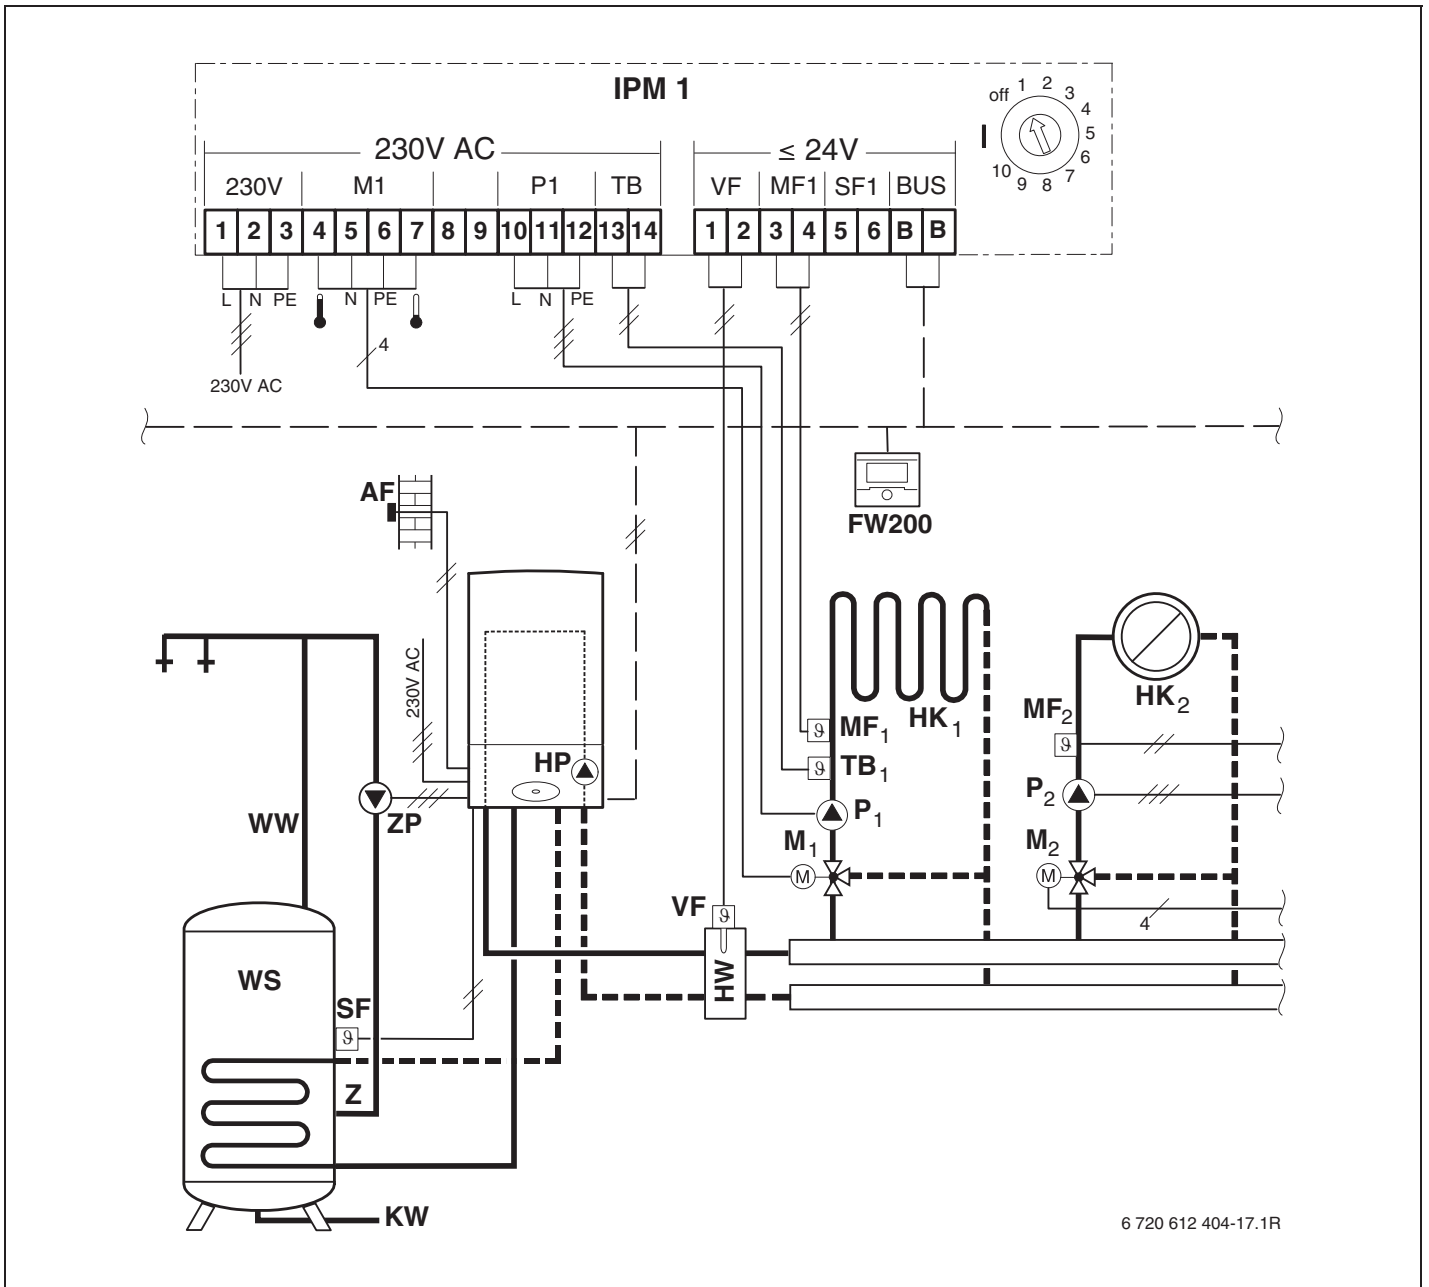 IPM 1
off 1 2 3 4 5 6 7 8 9 10
I
230V AC
≤ 24V
230V M1 P1 TB
VF MF1 SF1 BUS
1 2 3 4 5 6 7 8 9 10 11 12 13 14
1 2 3 4 5 6 B B
L N PE
N PE
L N PE
4
230V AC
AF
FW200
230V AC
HP
ZP
WW
MF1
TB1
P1
M1
M
HK1
HK2
MF2
P2
M2
M
4
VF
HW
WS
SF
Z
KW
ϑ
ϑ
ϑ
ϑ
ϑ
6 720 612 404-17.1R